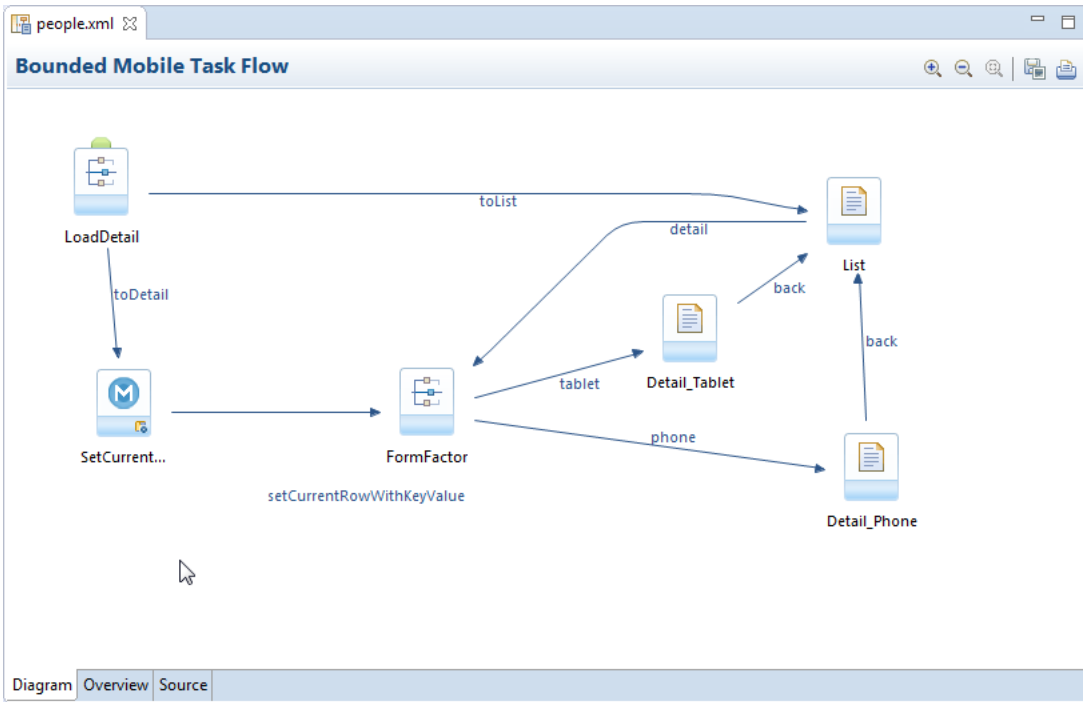 people.xml
Bounded Mobile Task Flow
LoadDetail
toList
detail
List
toDetail
back
back
tablet
Detail_Tablet
M
SetCurrent...
FormFactor
phone
setCurrentRowWithKeyValue
Detail_Phone
Diagram
Overview
Source